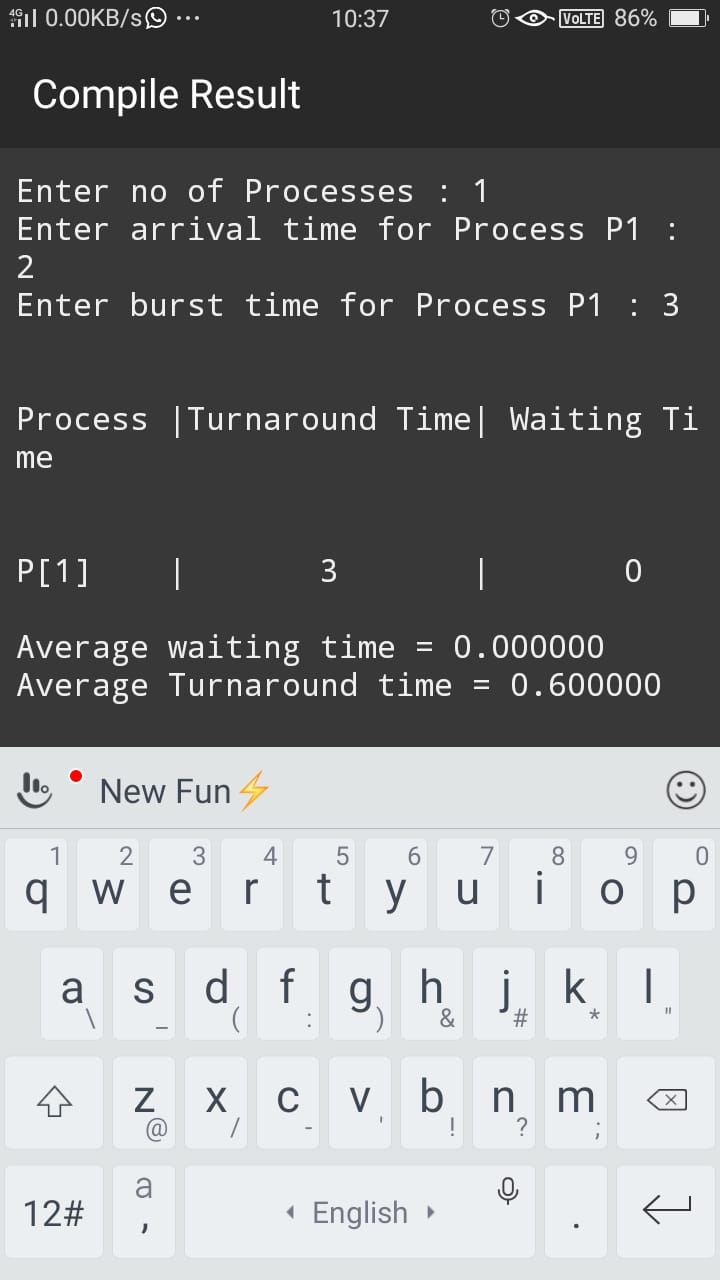 4G 0.00KB/s ... 10:37 VoLTE 86%
Compile Result
Enter no of Processes : 1
Enter arrival time for Process P1 :
2
Enter burst time for Process P1 : 3
Process |Turnaround Time| Waiting Ti
me
P[1] | 3 | 0
Average waiting time = 0.000000
Average Turnaround time = 0.600000
New Fun⚡
1 2 3 4 5 6 7 8 9 0
q w e r t y u i o p
a s d f g h j k l
\ _ ( : ) & # * "
z x c v b n m
@ / - ' ! ? ;
12# a , English .